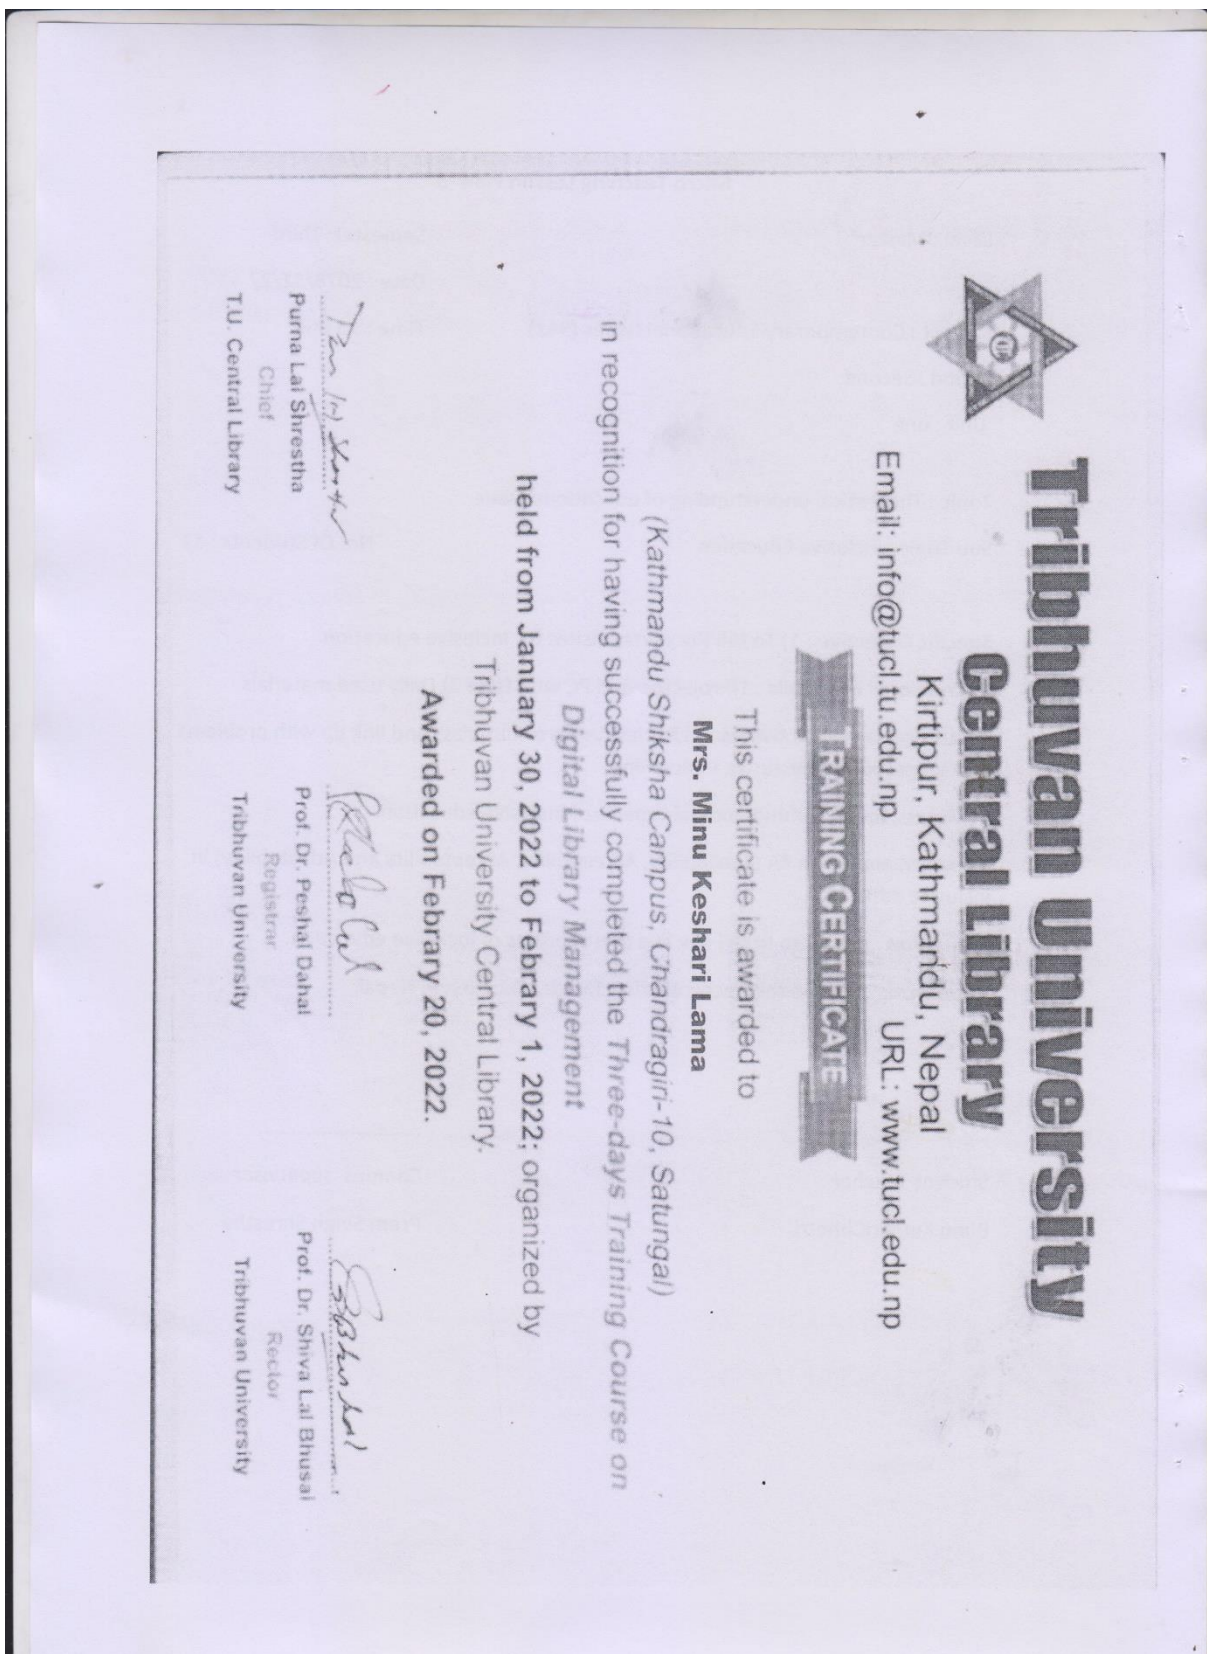 Tribhuvan University
Central Library
Kirtipur, Kathmandu, Nepal
Email: info@tucl.tu.edu.np URL: www.tucl.edu.np
TRAINING CERTIFICATE
This certificate is awarded to
Mrs. Minu Keshari Lama
(Kathmandu Shiksha Campus, Chandragiri-10, Satungal)
in recognition for having successfully completed the Three-days Training Course on
Digital Library Management
held from January 30, 2022 to Febrary 1, 2022; organized by
Tribhuvan University Central Library.
Awarded on Febrary 20, 2022.
Purna Lal Shrestha Prof. Dr. Peshal Dahal Prof. Dr. Shiva Lal Bhusal
Chief Registrar Rector
T.U. Central Library Tribhuvan University Tribhuvan University